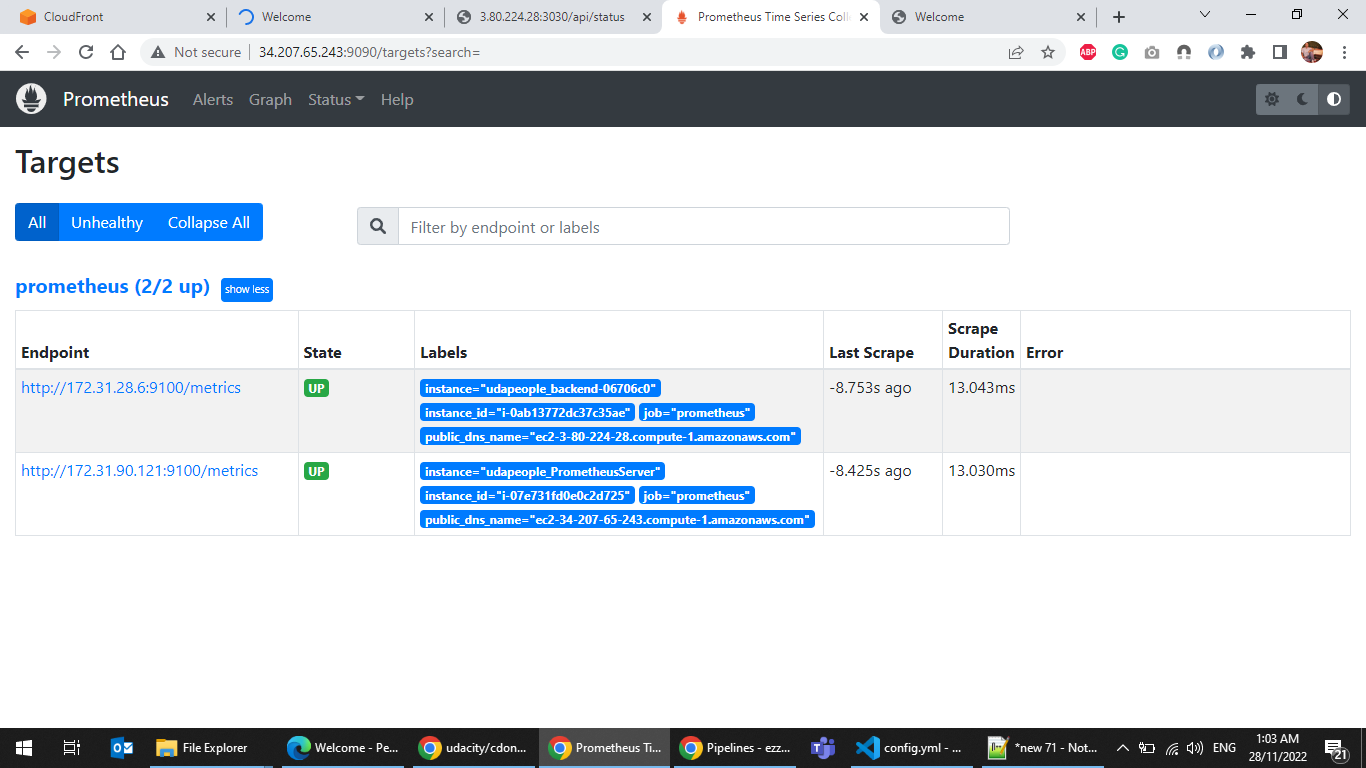 CloudFront
Welcome
3.80.224.28:3030/api/status
Prometheus Time Series Coll
Welcome
Not secure
34.207.65.243:9090/targets?search=
ABP
Prometheus
Alerts
Graph
Status
Help
Targets
All
Unhealthy
Collapse All
Filter by endpoint or labels
prometheus (2/2 up)
show less
Endpoint
State
Labels
Last Scrape
Scrape
Duration
Error
http://172.31.28.6:9100/metrics
UP
instance="udapeople_backend-06706c0"
instance_id="i-0ab13772dc37c35ae" job="prometheus"
public_dns_name="ec2-3-80-224-28.compute-1.amazonaws.com"
-8.753s ago
13.043ms
http://172.31.90.121:9100/metrics
UP
instance="udapeople_PrometheusServer"
instance_id="i-07e731fd0e0c2d725" job="prometheus"
public_dns_name="ec2-34-207-65-243.compute-1.amazonaws.com"
-8.425s ago
13.030ms
File Explorer
Welcome - Pe...
udacity/cdon...
Prometheus Ti...
Pipelines - ezz...
config.yml - ...
*new 71 - Not...
ENG
1:03 AM
28/11/2022
21